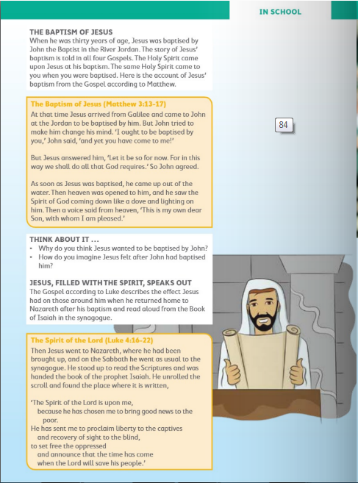 IN SCHOOL
THE BAPTISM OF JESUS
When he was thirty years of age, Jesus was baptised by
John the Baptist in the River Jordan. The story of Jesus'
baptism is told in all four Gospels. The Holy Spirit came
upon Jesus at his baptism. The same Holy Spirit came to
you when you were baptised. Here is the account of Jesus'
baptism from the Gospel according to Matthew.
The Baptism of Jesus (Matthew 3:13-17)
At that time Jesus arrived from Galilee and came to John
at the Jordan to be baptised by him. But John tried to
make him change his mind. 'I ought to be baptised by
you,' John said, 'and yet you have come to me!'
But Jesus answered him, 'Let it be so for now. For in this
way we shall do all that God requires.' So John agreed.
As soon as Jesus was baptised, he came up out of the
water. Then heaven was opened to him, and he saw the
Spirit of God coming down like a dove and lighting on
him. Then a voice said from heaven, 'This is my own dear
Son, with whom I am pleased.'
84
THINK ABOUT IT ...
• Why do you think Jesus wanted to be baptised by John?
• How do you imagine Jesus felt after John had baptised
him?
JESUS, FILLED WITH THE SPIRIT, SPEAKS OUT
The Gospel according to Luke describes the effect Jesus
had on those around him when he returned home to
Nazareth after his baptism and read aloud from the Book
of Isaiah in the synagogue.
The Spirit of the Lord (Luke 4:16-22)
Then Jesus went to Nazareth, where he had been
brought up, and on the Sabbath he went as usual to the
synagogue. He stood up to read the Scriptures and was
handed the book of the prophet Isaiah. He unrolled the
scroll and found the place where it is written,
'The Spirit of the Lord is upon me,
because he has chosen me to bring good news to the
poor.
He has sent me to proclaim liberty to the captives
and recovery of sight to the blind,
to set free the oppressed
and announce that the time has come
when the Lord will save his people.'